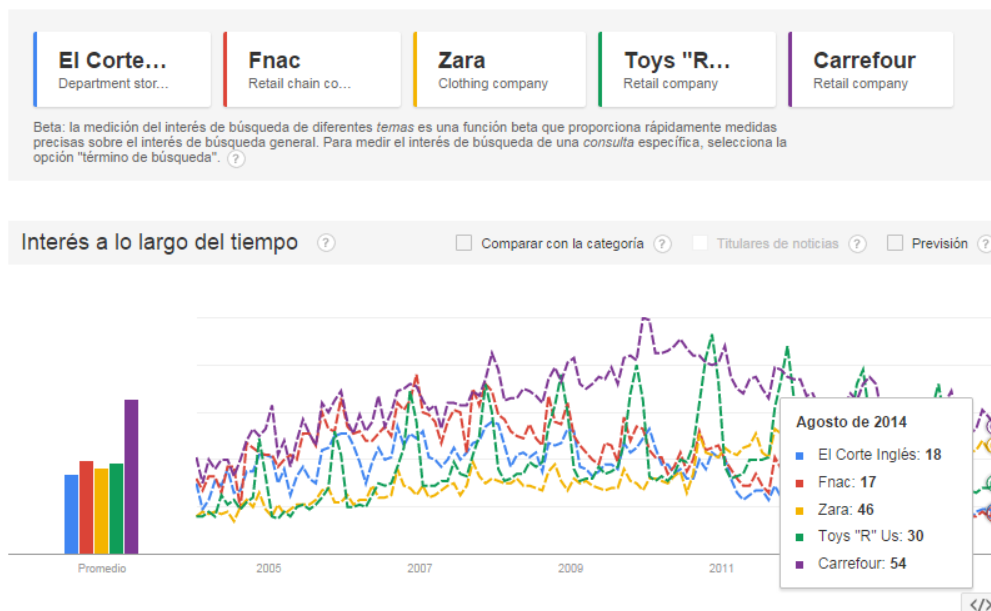 El Corte... Fnac Zara Toys "R... Carrefour
Department stor... Retail chain co... Clothing company Retail company Retail company
Beta: la medición del interés de búsqueda de diferentes temas es una función beta que proporciona rápidamente medidas
precisas sobre el interés de búsqueda general. Para medir el interés de búsqueda de una consulta específica, selecciona la
opción "término de búsqueda". ?
Interés a lo largo del tiempo ? Comparar con la categoría ? Titulares de noticias ? Previsión ?
Agosto de 2014
El Corte Inglés: 18
Fnac: 17
Zara: 46
Toys "R" Us: 30
Carrefour: 54
Promedio 2005 2007 2009 2011
</>